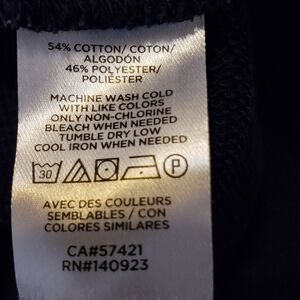 54% COTTON/ COTON/
ALGODÓN
46% POLYESTER/
POLIÉSTER
MACHINE WASH COLD
WITH LIKE COLORS
ONLY NON-CHLORINE
BLEACH WHEN NEEDED
TUMBLE DRY LOW
COOL IRON WHEN NEEDED
30 P
AVEC DES COULEURS
SEMBLABLES / CON
COLORES SIMILARES
CA#57421
RN#140923